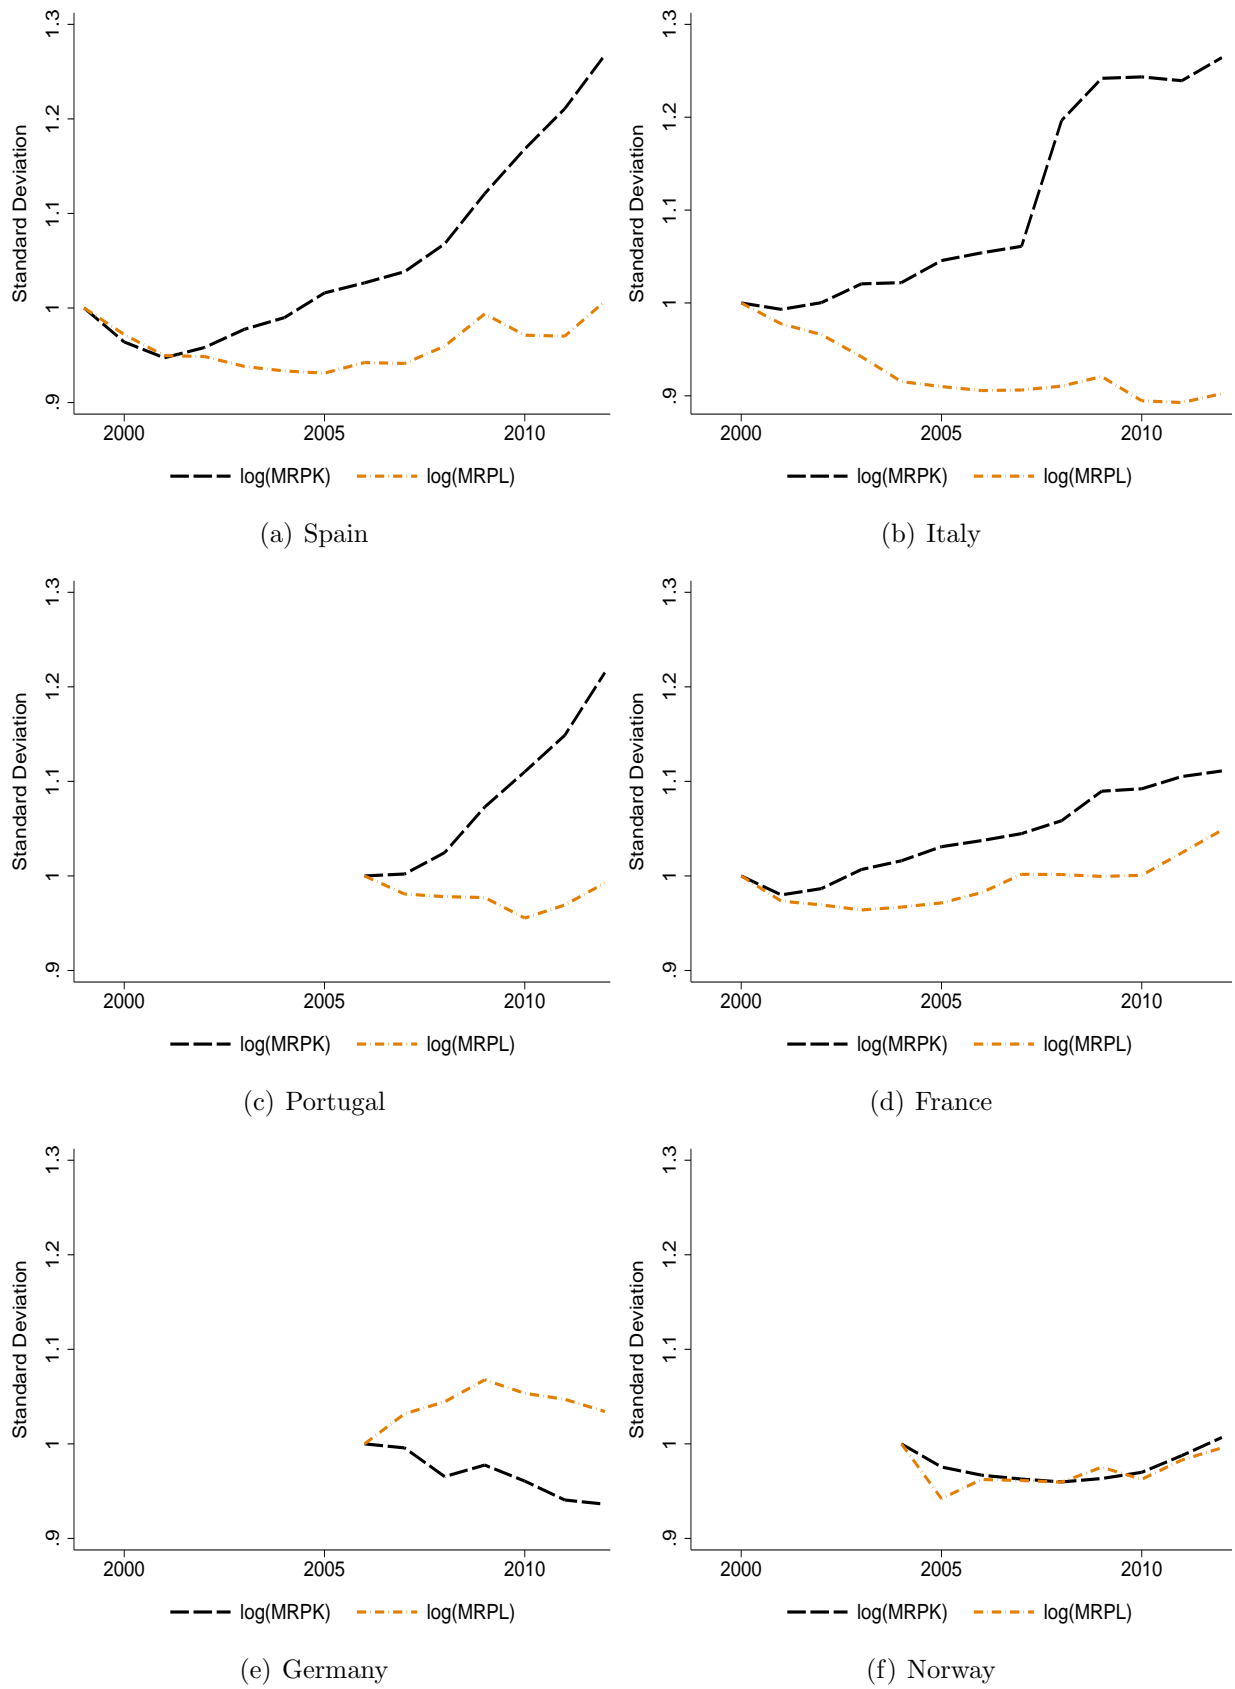 Standard Deviation
1.3
1.2
1.1
1
.9
2000 2005 2010
log(MRPK) log(MRPL)
(a) Spain
Standard Deviation
1.3
1.2
1.1
1
.9
2000 2005 2010
log(MRPK) log(MRPL)
(b) Italy
Standard Deviation
1.3
1.2
1.1
1
.9
2000 2005 2010
log(MRPK) log(MRPL)
(c) Portugal
Standard Deviation
1.3
1.2
1.1
1
.9
2000 2005 2010
log(MRPK) log(MRPL)
(d) France
Standard Deviation
1.3
1.2
1.1
1
.9
2000 2005 2010
log(MRPK) log(MRPL)
(e) Germany
Standard Deviation
1.3
1.2
1.1
1
.9
2000 2005 2010
log(MRPK) log(MRPL)
(f) Norway